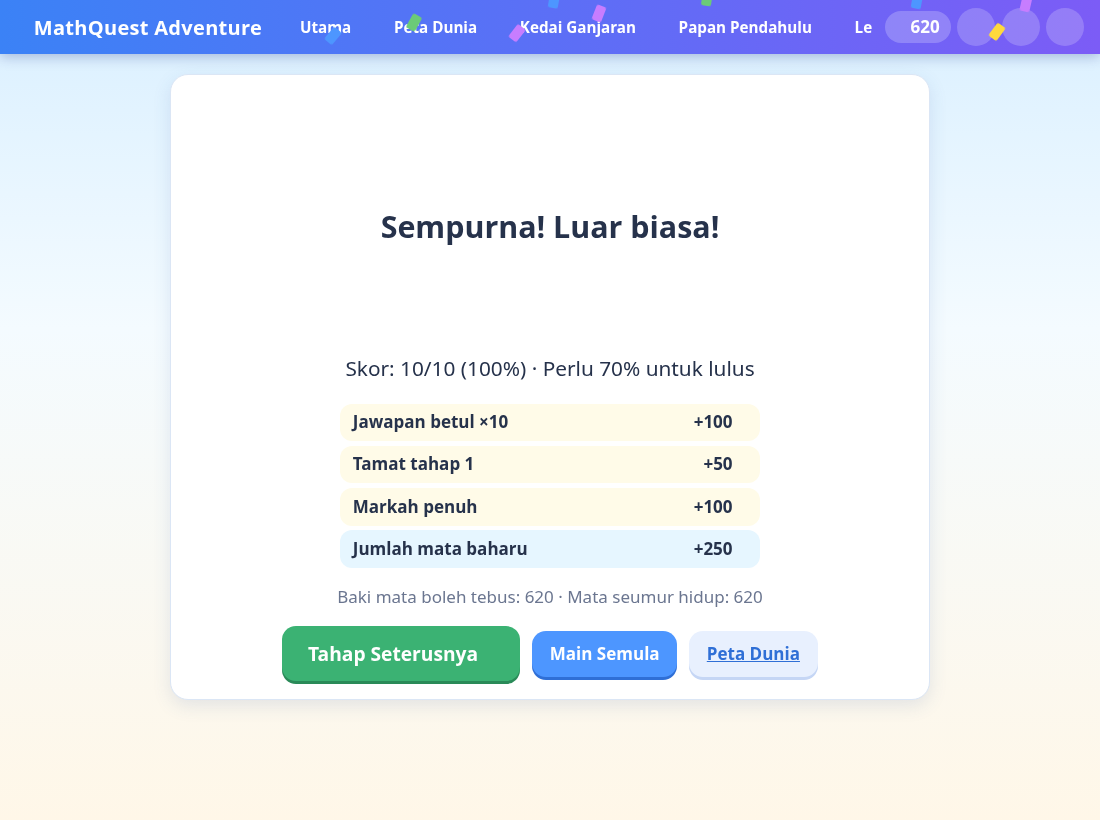 MathQuest Adventure Utama Peta Dunia Kedai Ganjaran Papan Pendahulu Le 620
Sempurna! Luar biasa!
Skor: 10/10 (100%) · Perlu 70% untuk lulus
Jawapan betul ×10 +100
Tamat tahap 1 +50
Markah penuh +100
Jumlah mata baharu +250
Baki mata boleh tebus: 620 · Mata seumur hidup: 620
Tahap Seterusnya Main Semula Peta Dunia